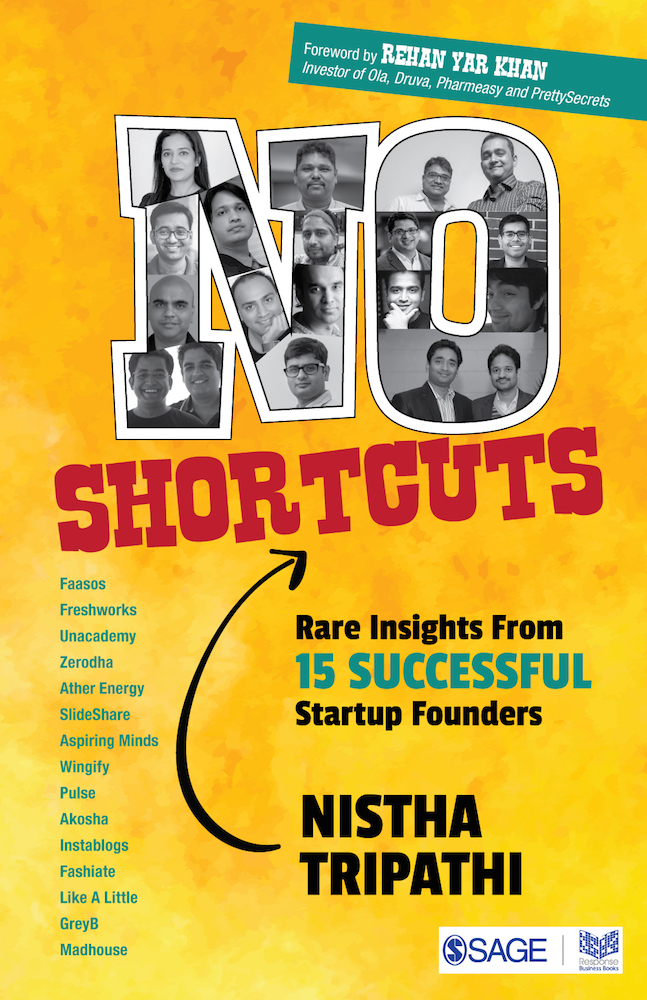 Foreword by REHAN YAR KHAN
Investor of Ola, Druva, Pharmeasy and PrettySecrets
NO
SHORTCUTS
Faasos
Freshworks
Unacademy
Zerodha
Ather Energy
SlideShare
Aspiring Minds
Wingify
Pulse
Akosha
Instablogs
Fashiate
Like A Little
GreyB
Madhouse
Rare Insights From
15 SUCCESSFUL
Startup Founders
NISTHA
TRIPATHI
SAGE
Response
Business Books